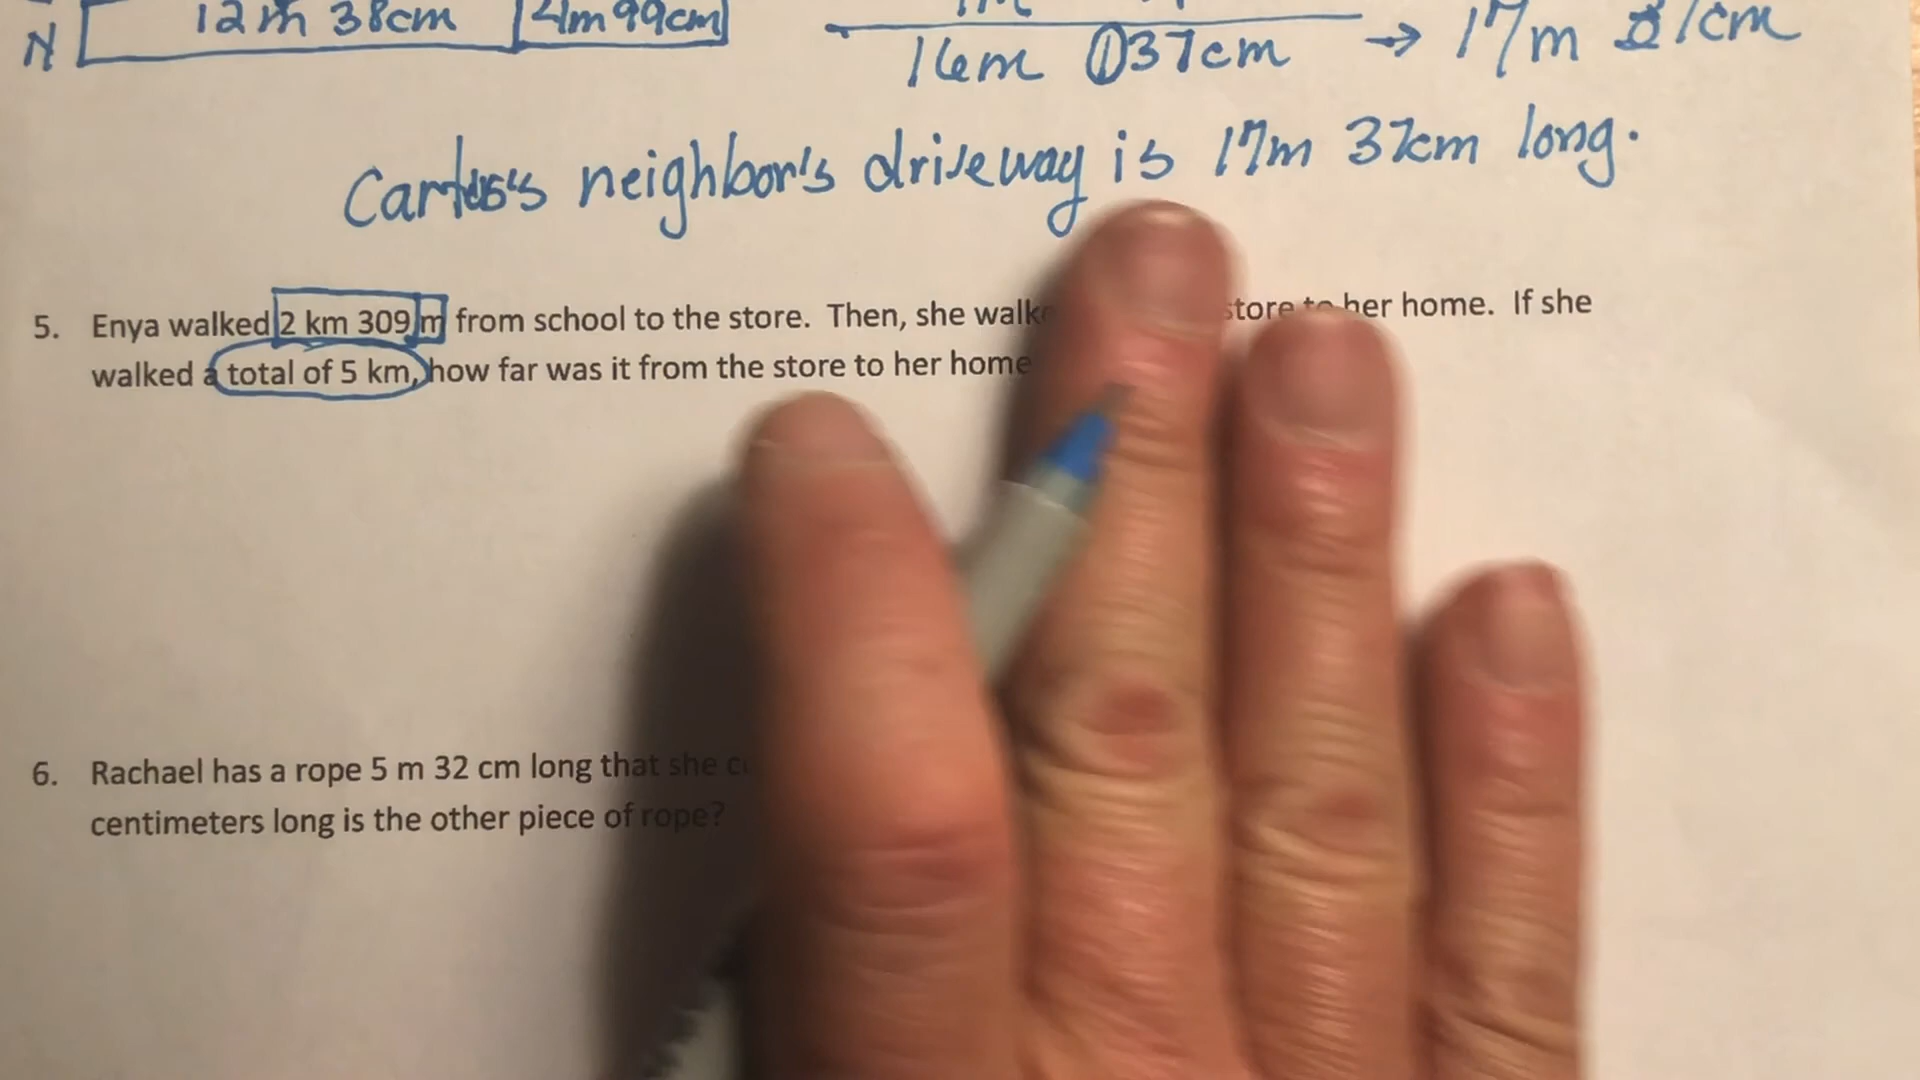 N 12m 38cm 4m 99cm
16m 137cm → 17m 1cm
Carlos's neighbor's driveway is 17m 37cm long.
5. Enya walked 2 km 309 m from school to the store. Then, she walk store to her home. If she
walked a total of 5 km, how far was it from the store to her home
6. Rachael has a rope 5 m 32 cm long that she
centimeters long is the other piece of rope?